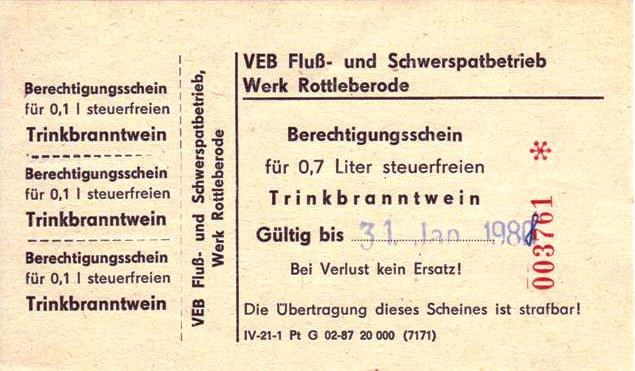 Berechtigungsschein
für 0,1 l steuerfreien
Trinkbranntwein
Berechtigungsschein
für 0,1 l steuerfreien
Trinkbranntwein
Berechtigungsschein
für 0,1 l steuerfreien
Trinkbranntwein
VEB Fluß- und Schwerspatbetrieb,
Werk Rottleberode
VEB Fluß- und Schwerspatbetrieb
Werk Rottleberode
Berechtigungsschein
für 0,7 Liter steuerfreien
Trinkbranntwein
Gültig bis 31. Jan. 1988
Bei Verlust kein Ersatz!
Die Übertragung dieses Scheines ist strafbar!
IV-21-1 Pt G 02-87 20 000 (7171)
003761 *